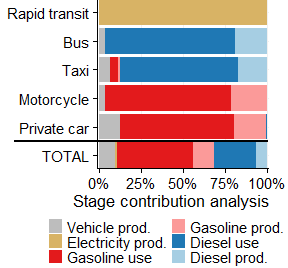 Rapid transit
Bus
Taxi
Motorcycle
Private car
TOTAL
0% 25% 50% 75% 100%
Stage contribution analysis
Vehicle prod. Gasoline prod.
Electricity prod. Diesel use
Gasoline use Diesel prod.